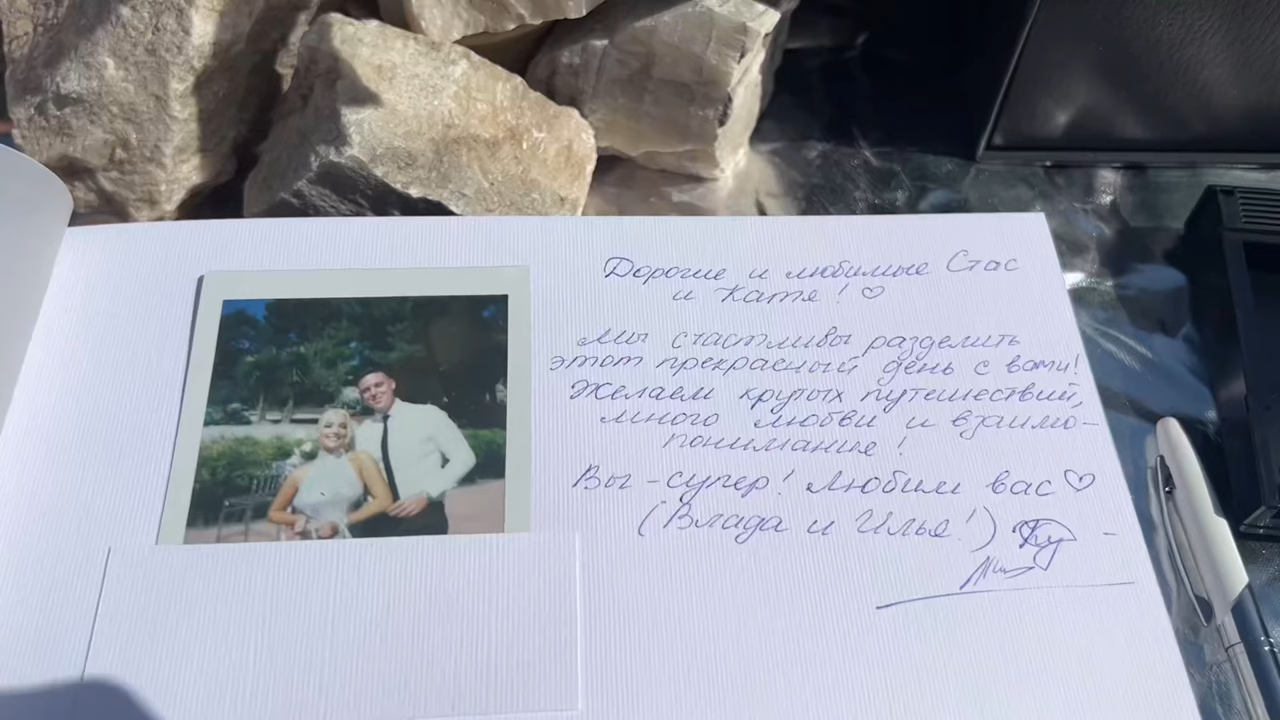 Дорогие и любимые Стас
и Катя! ♡
Мы счастливы разделить
этот прекрасный день с вами!
Желаем крутых путешествий,
много любви и взаимо-
понимания!
Вы - супер! Любим вас ♡
(Влада и Илья!)